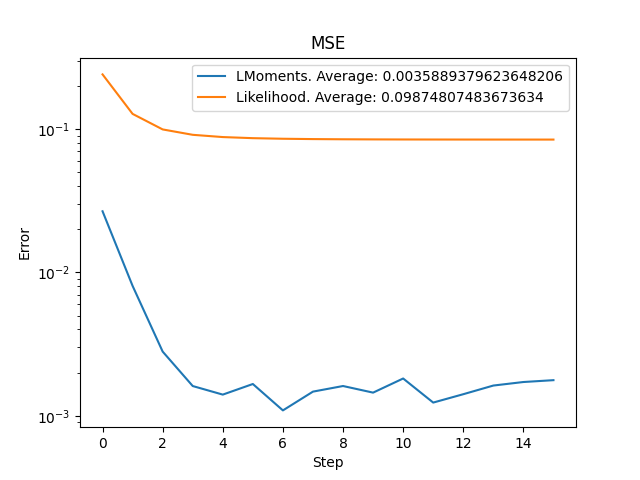 MSE
LMoments. Average: 0.0035889379623648206
Likelihood. Average: 0.09874807483673634
Error
10⁻¹
10⁻²
10⁻³
0 2 4 6 8 10 12 14
Step